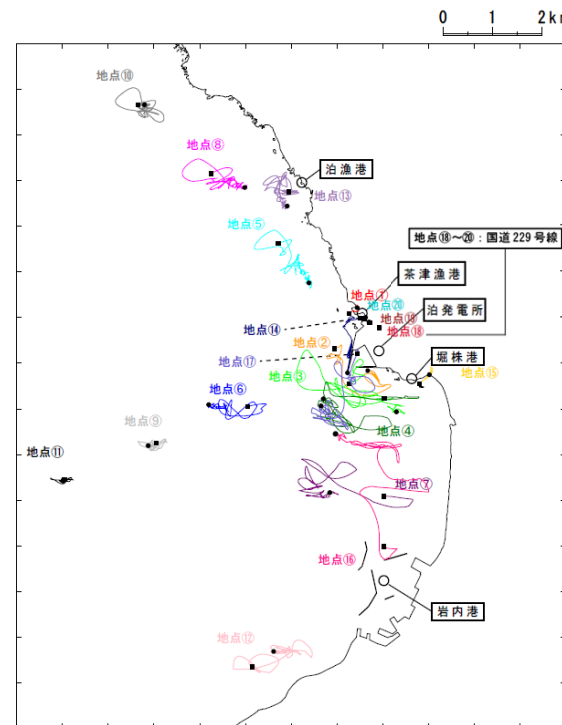 0 1 2km
地点⑩
地点⑧
泊漁港
地点⑬
地点⑤
地点⑱~⑳:国道229号線
茶津漁港
地点①
地点⑳
泊発電所
地点⑲
地点⑭
地点⑱
地点②
地点⑰
堀株港
地点③
地点⑮
地点⑥
地点⑨
地点④
地点⑪
地点⑦
地点⑯
岩内港
地点⑫